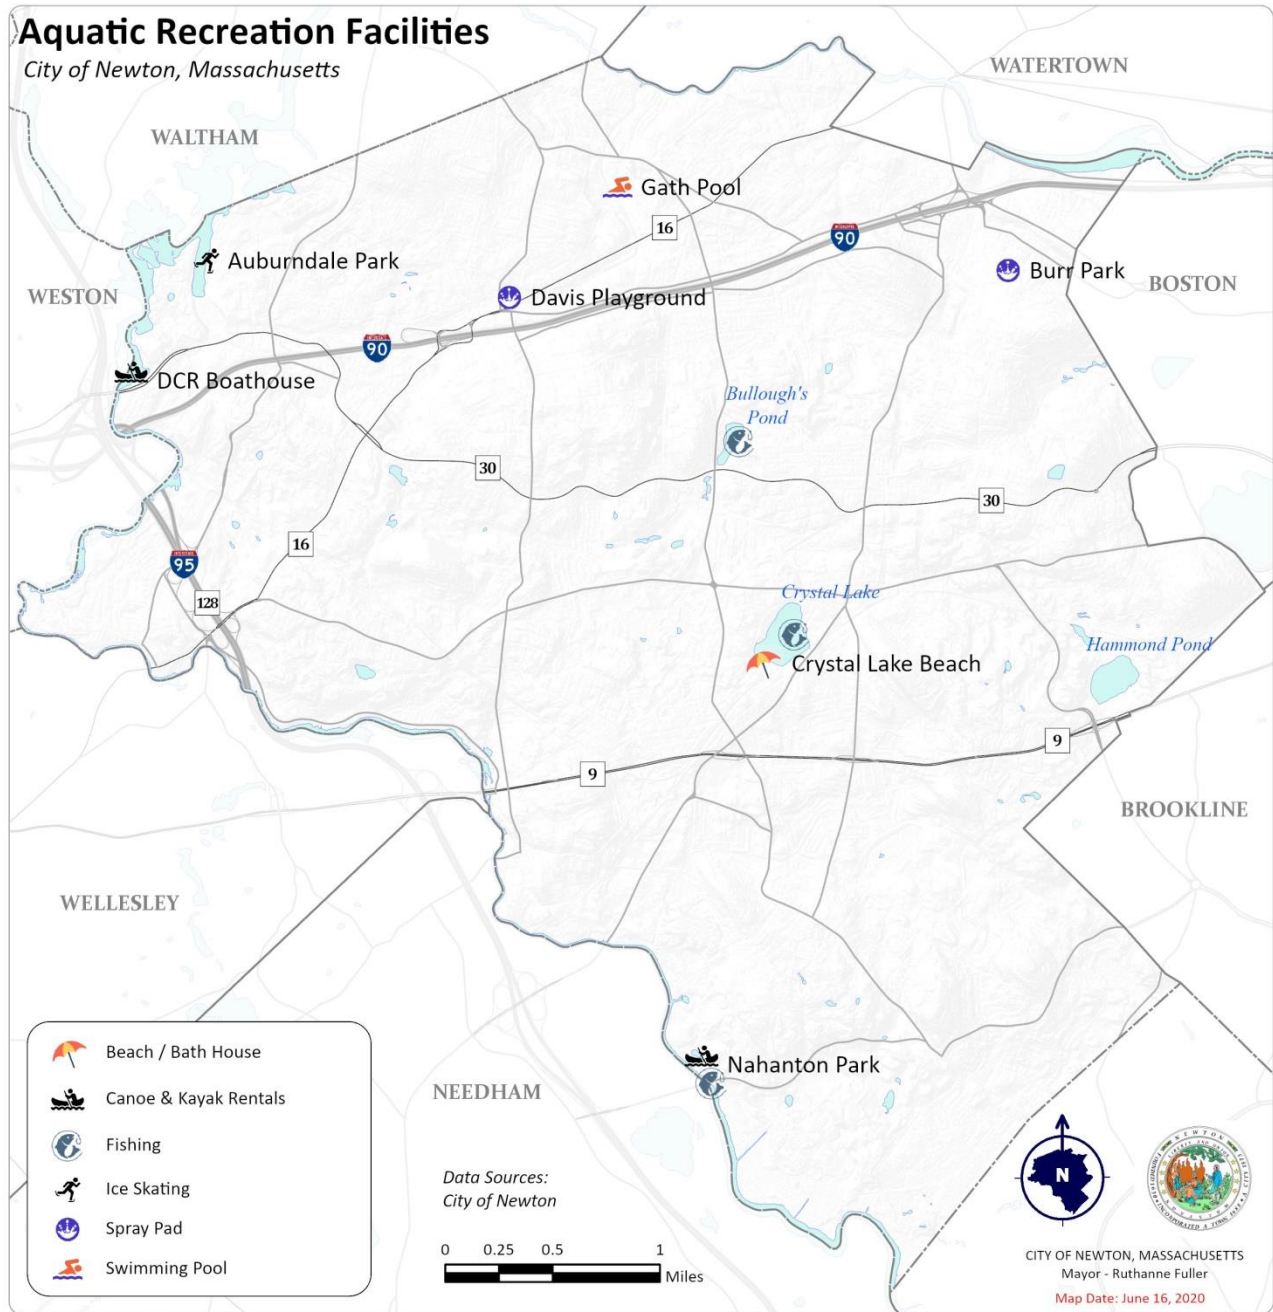 Aquatic Recreation Facilities
City of Newton, Massachusetts
WATERTOWN
WALTHAM
Gath Pool
16
90
Auburndale Park
Burr Park
WESTON
BOSTON
Davis Playground
90
DCR Boathouse
Bullough's
Pond
30
30
16
95
128
Crystal Lake
Hammond Pond
Crystal Lake Beach
9
9
BROOKLINE
WELLESLEY
Nahanton Park
NEEDHAM
Beach / Bath House
Canoe & Kayak Rentals
Fishing
Ice Skating
Spray Pad
Swimming Pool
Data Sources:
City of Newton
0 0.25 0.5 1
Miles
N
CITY OF NEWTON, MASSACHUSETTS
Mayor - Ruthanne Fuller
Map Date: June 16, 2020